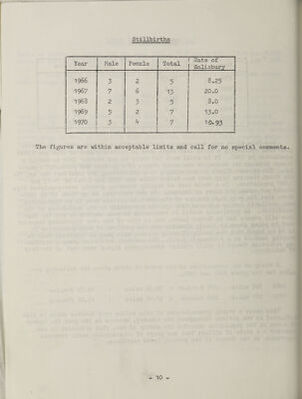 Stillbirths
Year Male Female Total Rate of Salisbury
1966 3 2 5 8.25
1967 7 6 13 20.0
1968 2 3 5 8.0
1969 5 2 7 13.0
1970 3 4 7 10.93
The figures are within acceptable limits and call for no special comments.
- 10 -